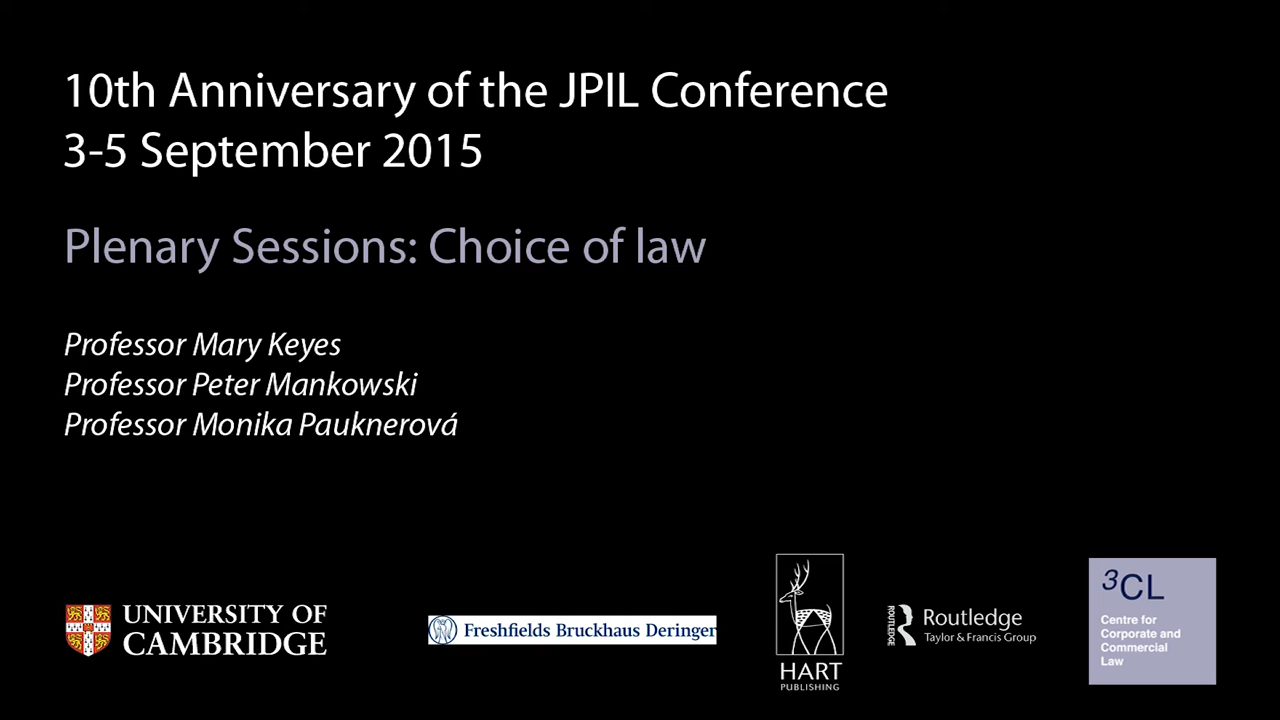 10th Anniversary of the JPIL Conference
3-5 September 2015
Plenary Sessions: Choice of law
Professor Mary Keyes
Professor Peter Mankowski
Professor Monika Pauknerová
UNIVERSITY OF
CAMBRIDGE
Freshfields Bruckhaus Deringer
HART
PUBLISHING
ROUTLEDGE
Routledge
Taylor & Francis Group
³CL
Centre for
Corporate and
Commercial
Law